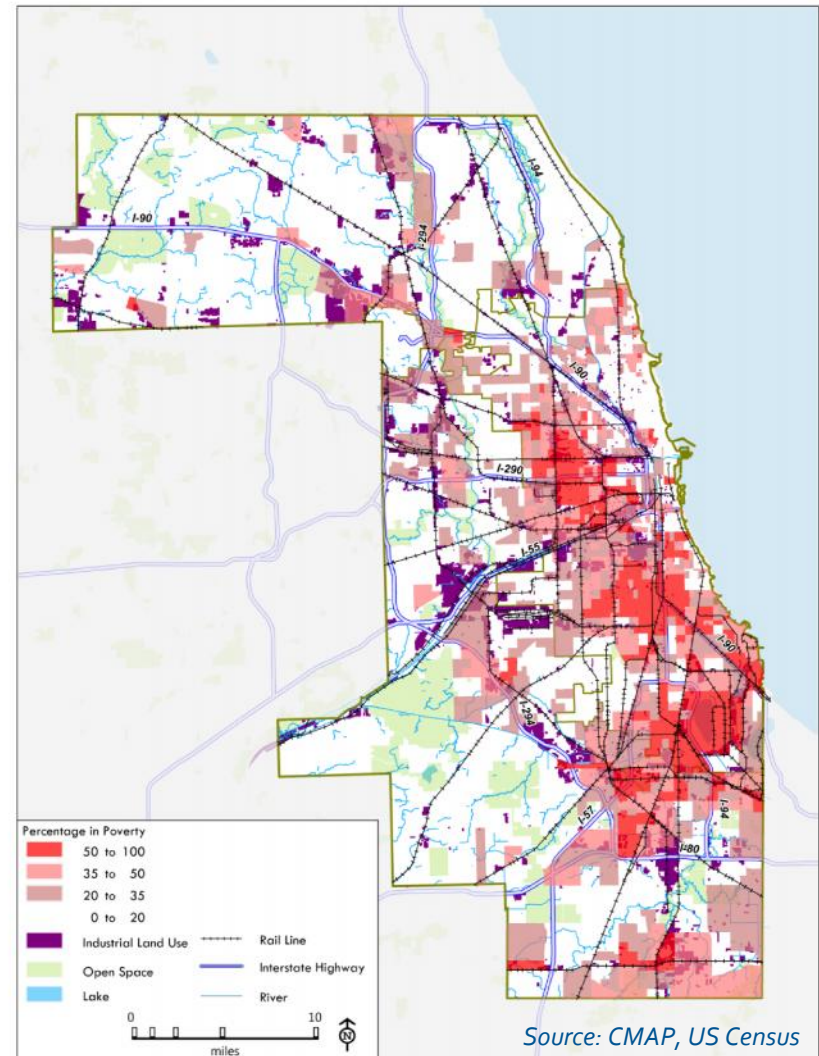 I-94
I-90
I-294
I-90
I-290
I-55
I-90
I-294
I-94
I-57
I-80
Percentage in Poverty
50 to 100
35 to 50
20 to 35
0 to 20
Industrial Land Use
Rail Line
Open Space
Interstate Highway
Lake
River
0 10
N
miles
Source: CMAP, US Census